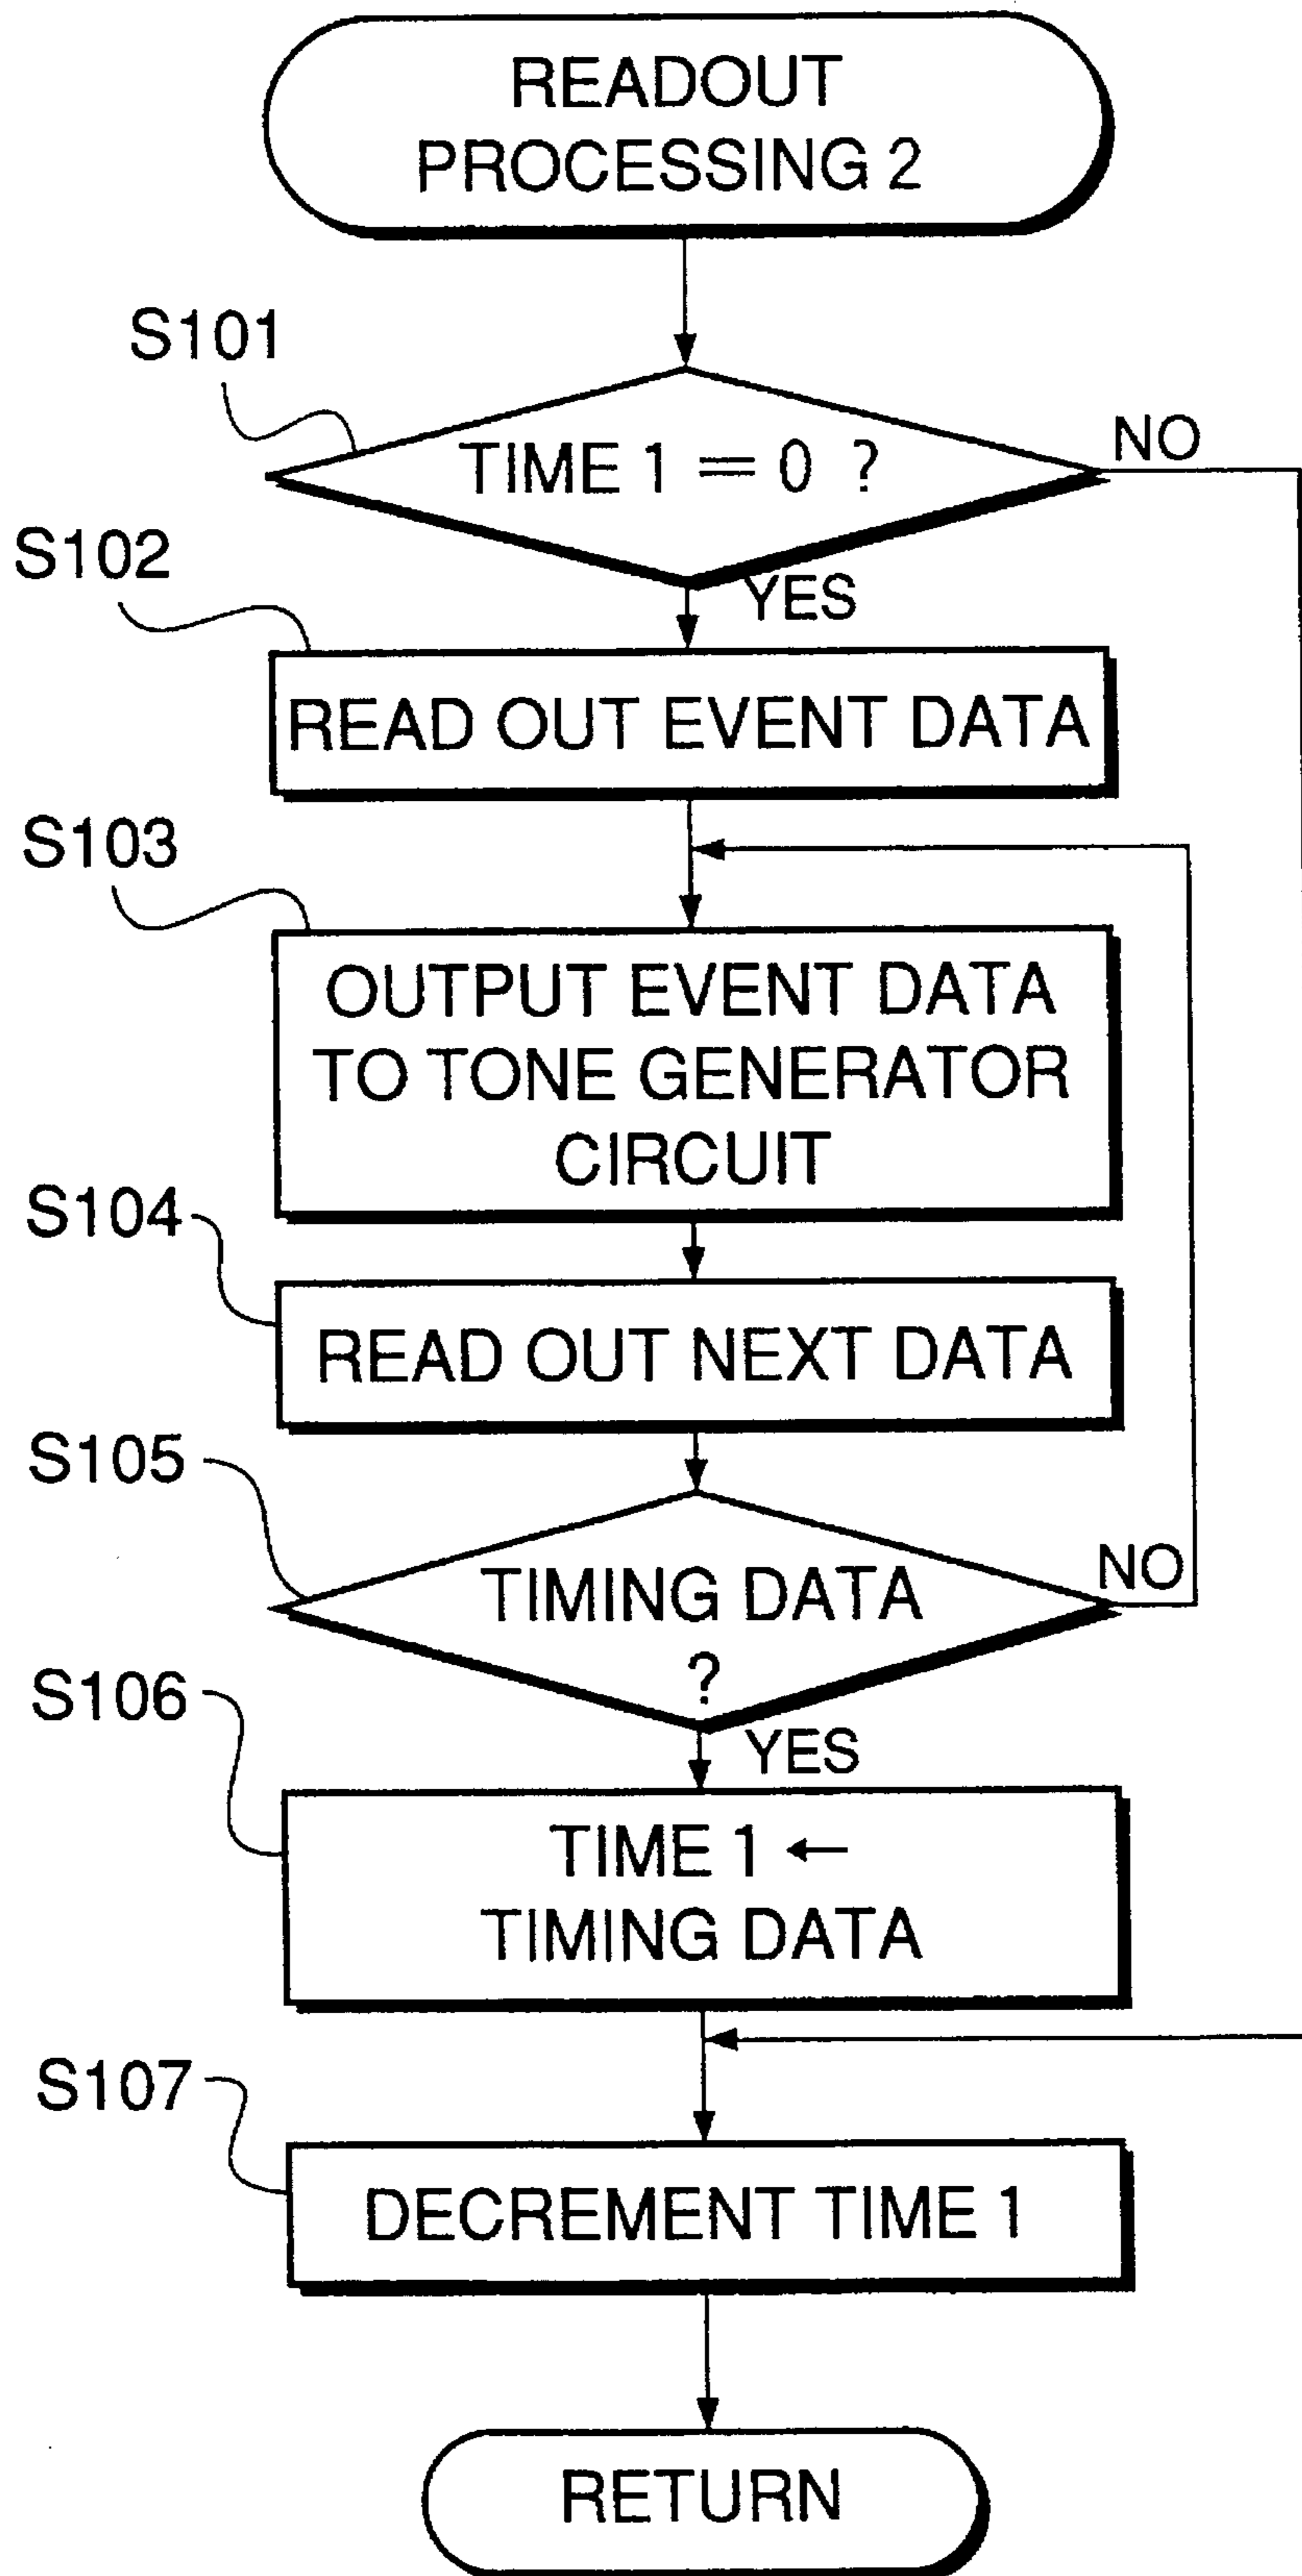 READOUT
PROCESSING 2
S101
TIME 1 = 0 ?
NO
S102
YES
READ OUT EVENT DATA
S103
OUTPUT EVENT DATA
TO TONE GENERATOR
CIRCUIT
S104
READ OUT NEXT DATA
S105
TIMING DATA
?
NO
S106
YES
TIME 1 ←
TIMING DATA
S107
DECREMENT TIME 1
RETURN